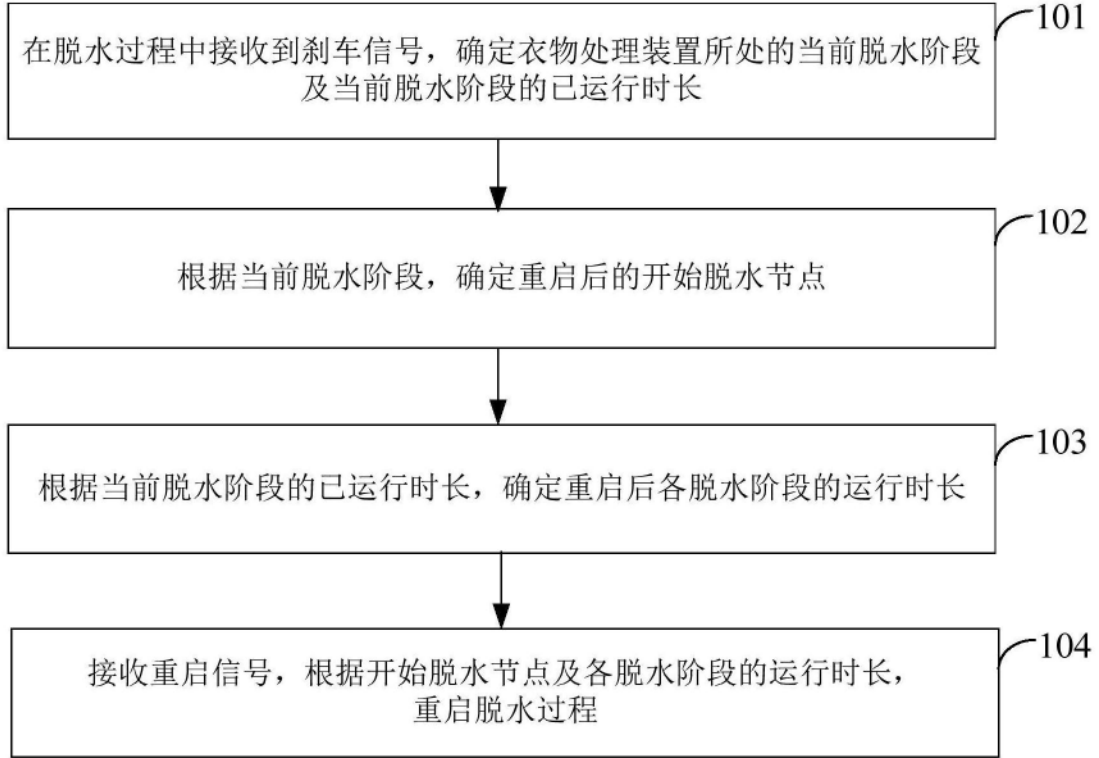 101
在脱水过程中接收到刹车信号，确定衣物处理装置所处的当前脱水阶段
及当前脱水阶段的已运行时长
102
根据当前脱水阶段，确定重启后的开始脱水节点
103
根据当前脱水阶段的已运行时长，确定重启后各脱水阶段的运行时长
104
接收重启信号，根据开始脱水节点及各脱水阶段的运行时长，
重启脱水过程